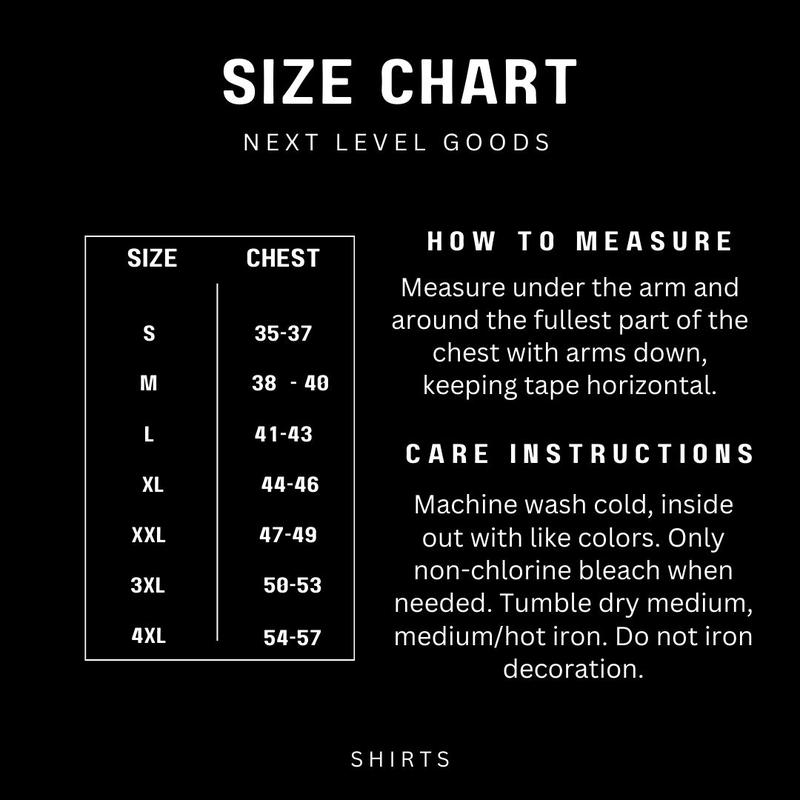 SIZE CHART
NEXT LEVEL GOODS
SIZE CHEST
S 35-37
M 38 - 40
L 41-43
XL 44-46
XXL 47-49
3XL 50-53
4XL 54-57
HOW TO MEASURE
Measure under the arm and
around the fullest part of the
chest with arms down,
keeping tape horizontal.
CARE INSTRUCTIONS
Machine wash cold, inside
out with like colors. Only
non-chlorine bleach when
needed. Tumble dry medium,
medium/hot iron. Do not iron
decoration.
SHIRTS